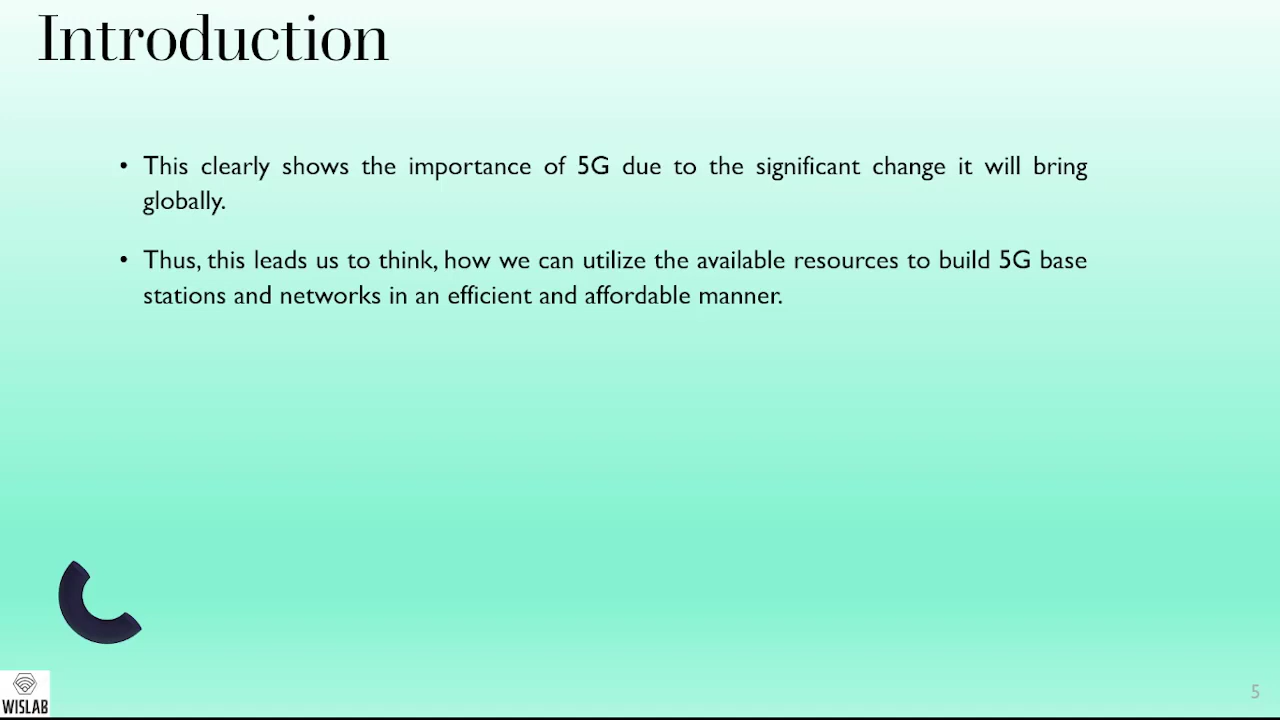 Introduction
• This clearly shows the importance of 5G due to the significant change it will bring
globally.
• Thus, this leads us to think, how we can utilize the available resources to build 5G base
stations and networks in an efficient and affordable manner.
WISLAB
5